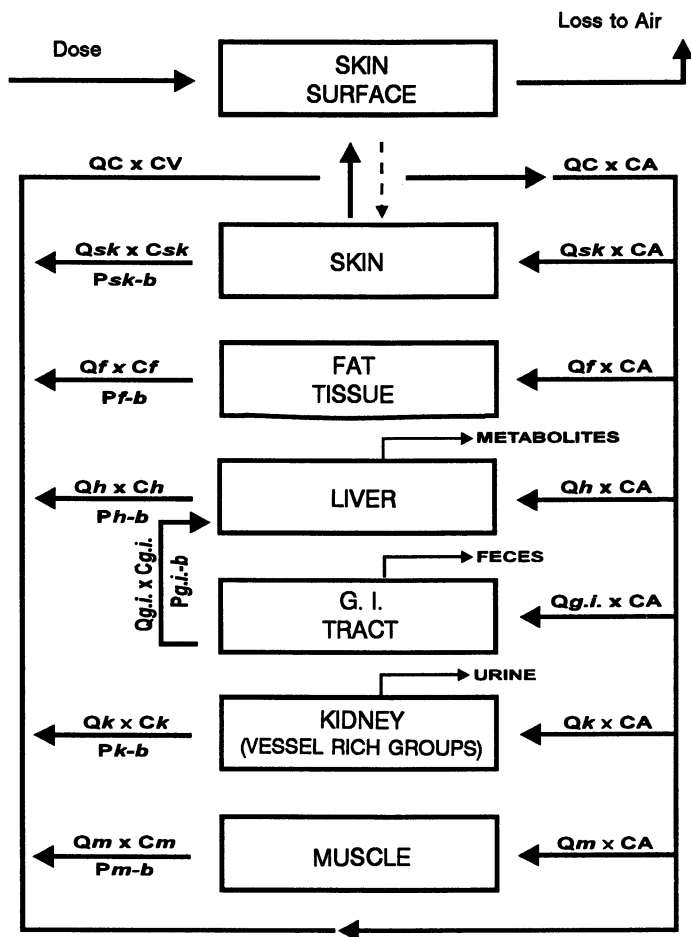 Dose
Loss to Air
SKIN
SURFACE
QC x CV
QC x CA
Qsk x Csk
Psk-b
SKIN
Qsk x CA
Qf x Cf
Pf-b
FAT
TISSUE
Qf x CA
METABOLITES
Qh x Ch
Ph-b
LIVER
Qh x CA
Qg.i. x Cg.i.
Pg.i.-b
FECES
G. I.
TRACT
Qg.i. x CA
URINE
Qk x Ck
Pk-b
KIDNEY
(VESSEL RICH GROUPS)
Qk x CA
Qm x Cm
Pm-b
MUSCLE
Qm x CA